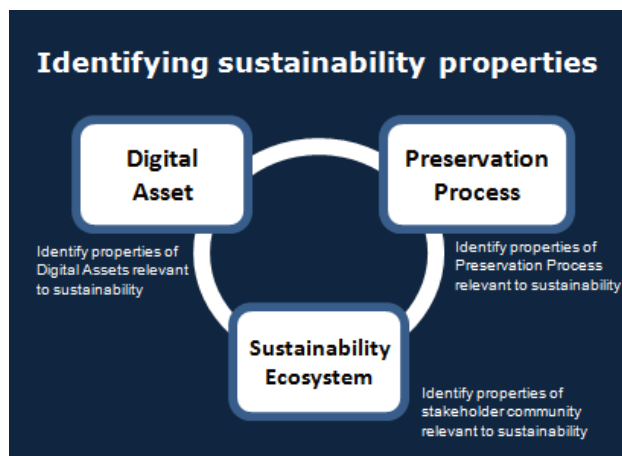 Identifying sustainability properties
Digital
Asset
Preservation
Process
Identify properties of
Digital Assets relevant
to sustainability
Identify properties of
Preservation Process
relevant to sustainability
Sustainability
Ecosystem
Identify properties of
stakeholder community
relevant to sustainability